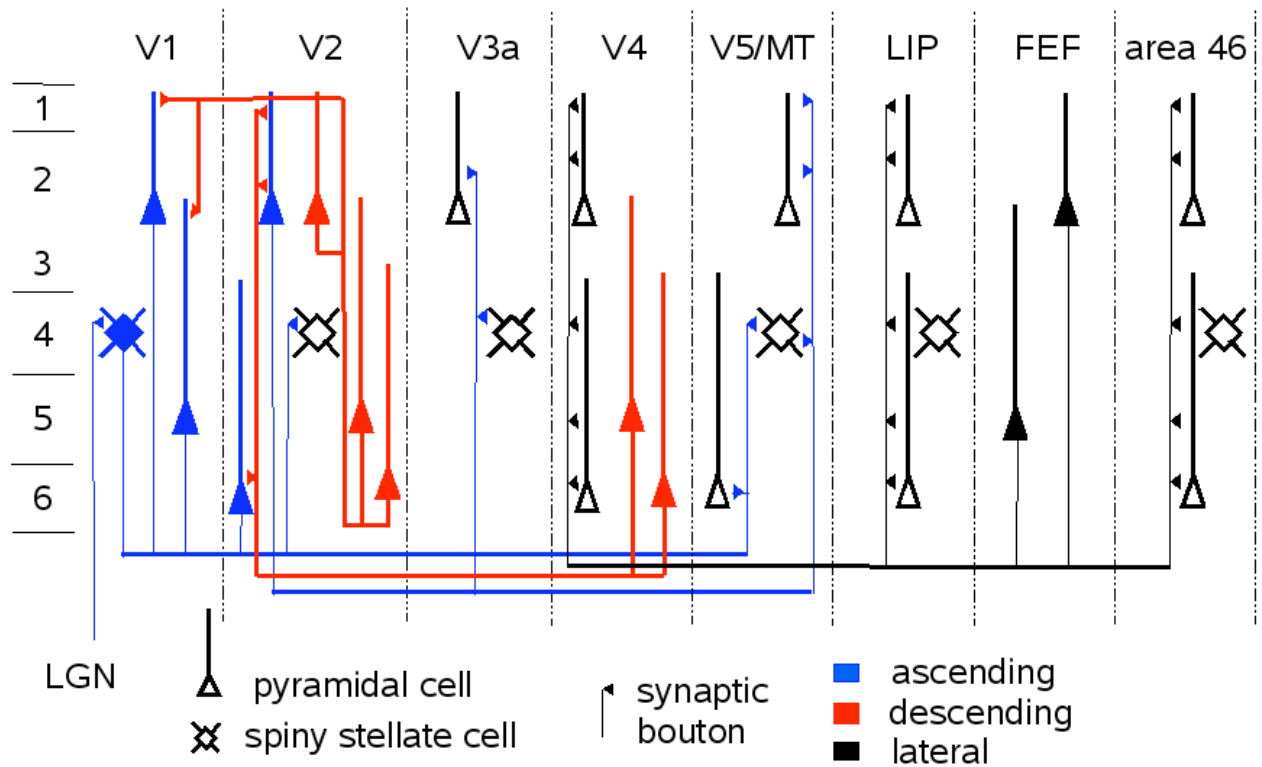 V1 V2 V3a V4 V5/MT LIP FEF area 46
1
2
3
4
5
6
LGN
pyramidal cell
spiny stellate cell
synaptic
bouton
ascending
descending
lateral